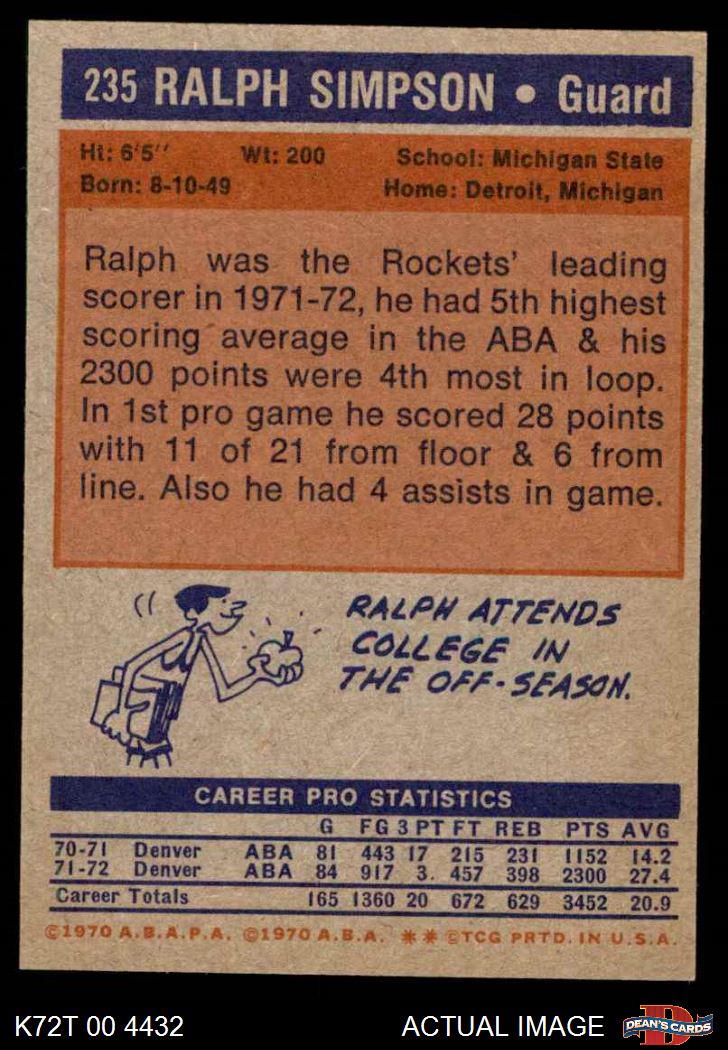 235 RALPH SIMPSON • Guard
Ht: 6'5'' Wt: 200 School: Michigan State
Born: 8-10-49 Home: Detroit, Michigan
Ralph was the Rockets' leading
scorer in 1971-72, he had 5th highest
scoring average in the ABA & his
2300 points were 4th most in loop.
In 1st pro game he scored 28 points
with 11 of 21 from floor & 6 from
line. Also he had 4 assists in game.
RALPH ATTENDS
COLLEGE IN
THE OFF-SEASON.
CAREER PRO STATISTICS
G FG 3 PT FT REB PTS AVG
70-71 Denver ABA 81 443 17 215 231 1152 14.2
71-72 Denver ABA 84 917 3. 457 398 2300 27.4
Career Totals 165 1360 20 672 629 3452 20.9
©1970 A.B.A.P.A. ©1970 A.B.A. ** ©TCG PRTD. IN U.S.A.
K72T 00 4432 ACTUAL IMAGE D DEAN'S CARDS